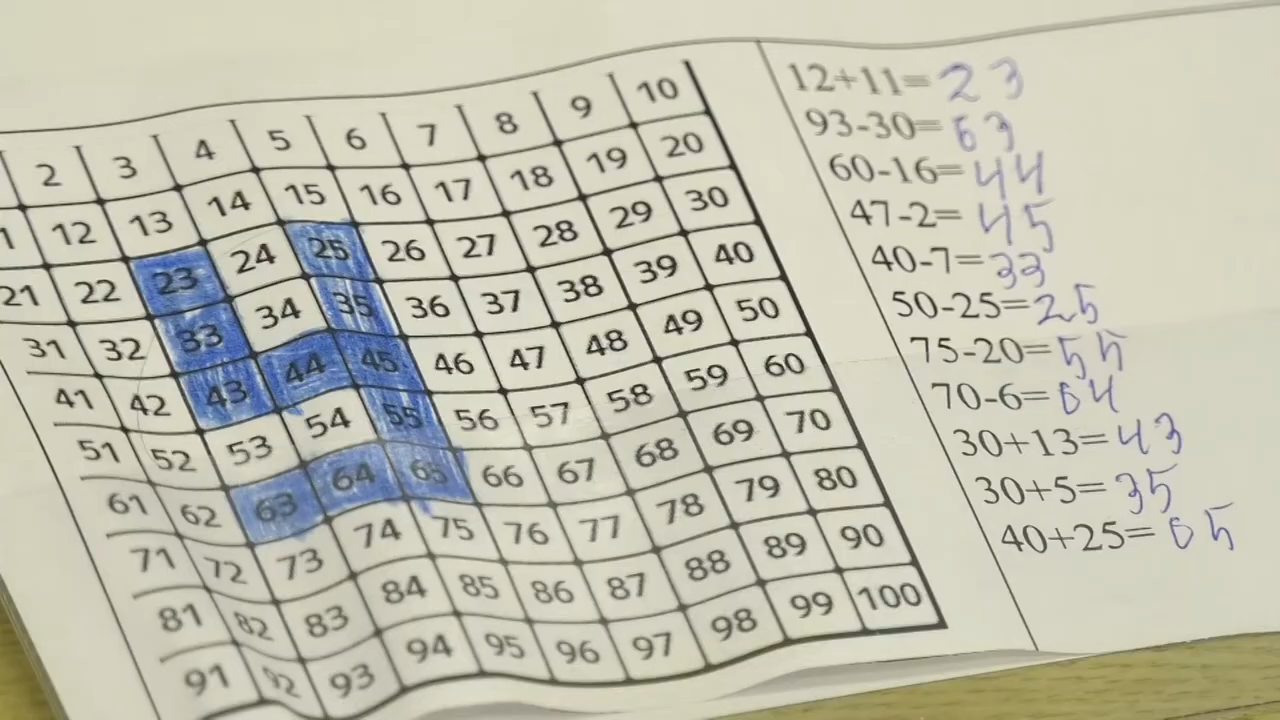 2 3 4 5 6 7 8 9 10
12 13 14 15 16 17 18 19 20
21 22 23 24 25 26 27 28 29 30
31 32 33 34 35 36 37 38 39 40
41 42 43 44 45 46 47 48 49 50
51 52 53 54 55 56 57 58 59 60
61 62 63 64 65 66 67 68 69 70
71 72 73 74 75 76 77 78 79 80
81 82 83 84 85 86 87 88 89 90
91 92 93 94 95 96 97 98 99 100
12+11=23
93-30=63
60-16=44
47-2=45
40-7=33
50-25=25
75-20=55
70-6=64
30+13=43
30+5=35
40+25=65